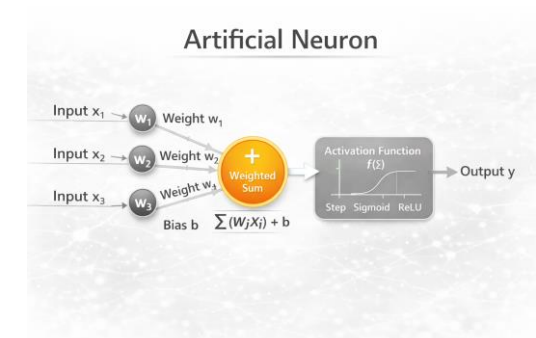 Artificial Neuron
Input x₁
W₁
Weight w₁
Input x₂
W₂
Weight w₂
Input x₃
W₃
Weight w₃
Bias b
+
Weighted
Sum
∑(WⱼXᵢ) + b
Activation Function
f(Σ)
Step Sigmoid ReLU
Output y